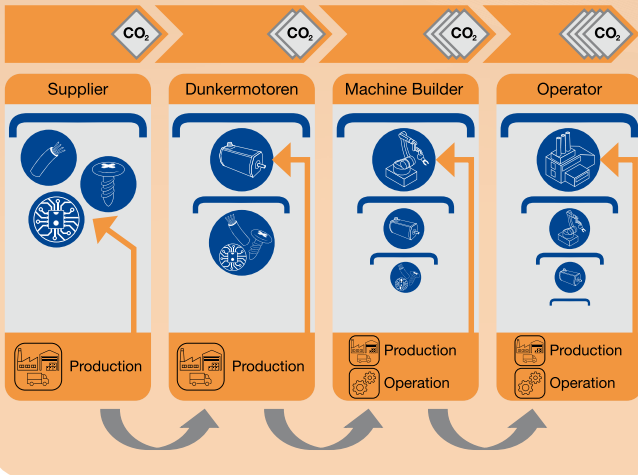 CO₂
CO₂
CO₂
CO₂
Supplier
Dunkermotoren
Machine Builder
Operator
Production
Production
Production
Operation
Production
Operation